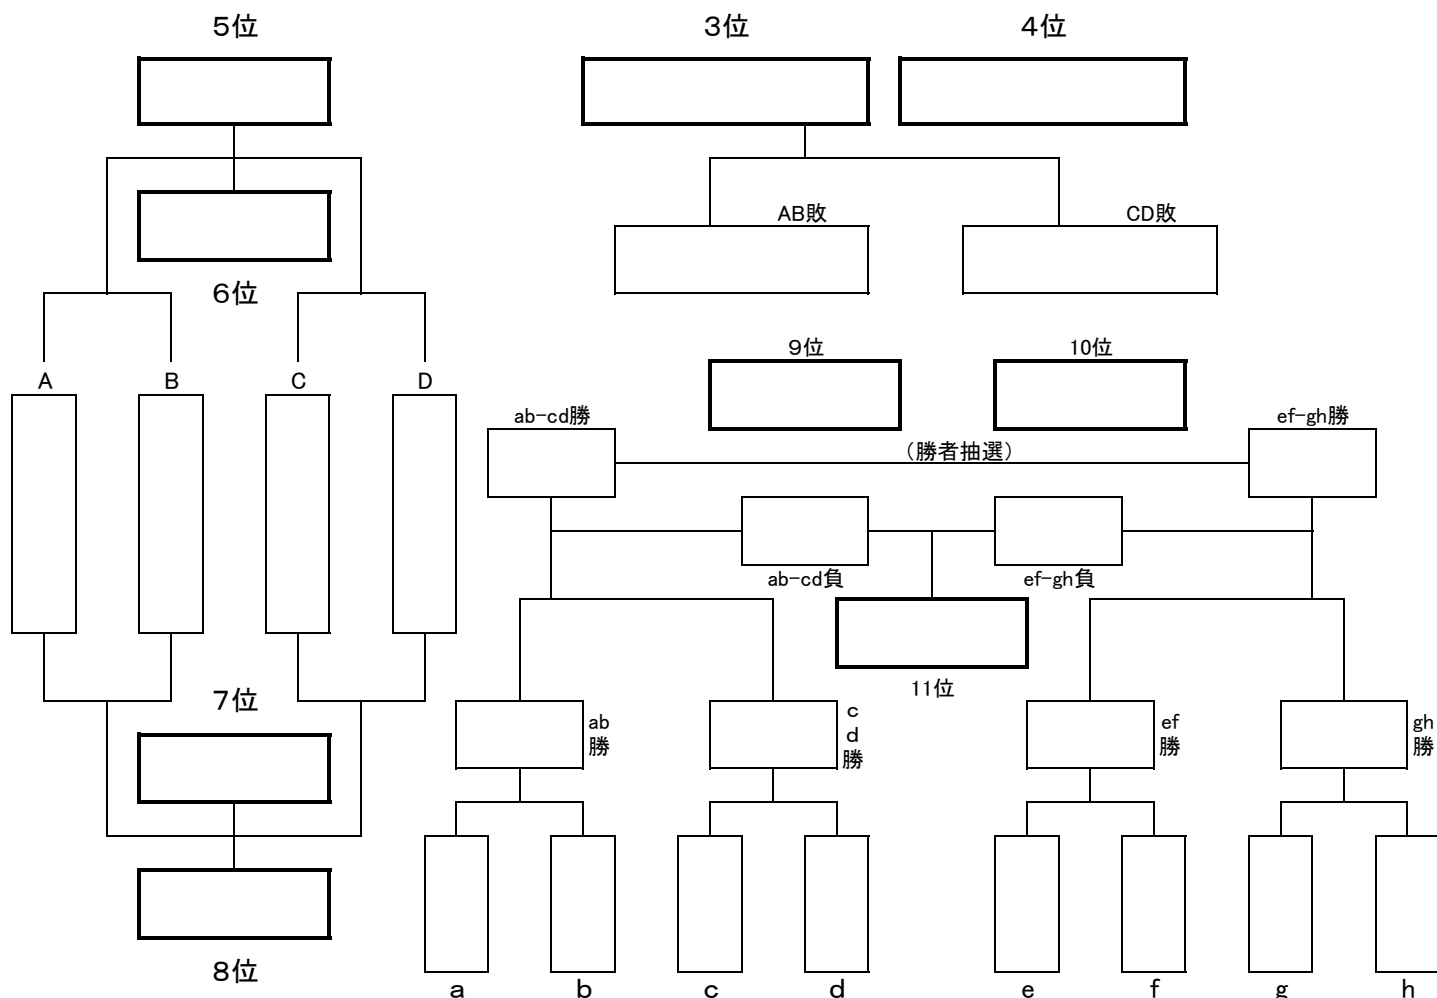 ５位
３位
４位
AB敗
CD敗
６位
９位
10位
A
B
C
D
ab-cd勝
ef-gh勝
（勝者抽選）
ab-cd負
ef-gh負
11位
７位
ab
勝
ｃ
ｄ
勝
ef
勝
gh
勝
８位
a
b
c
d
e
f
g
h